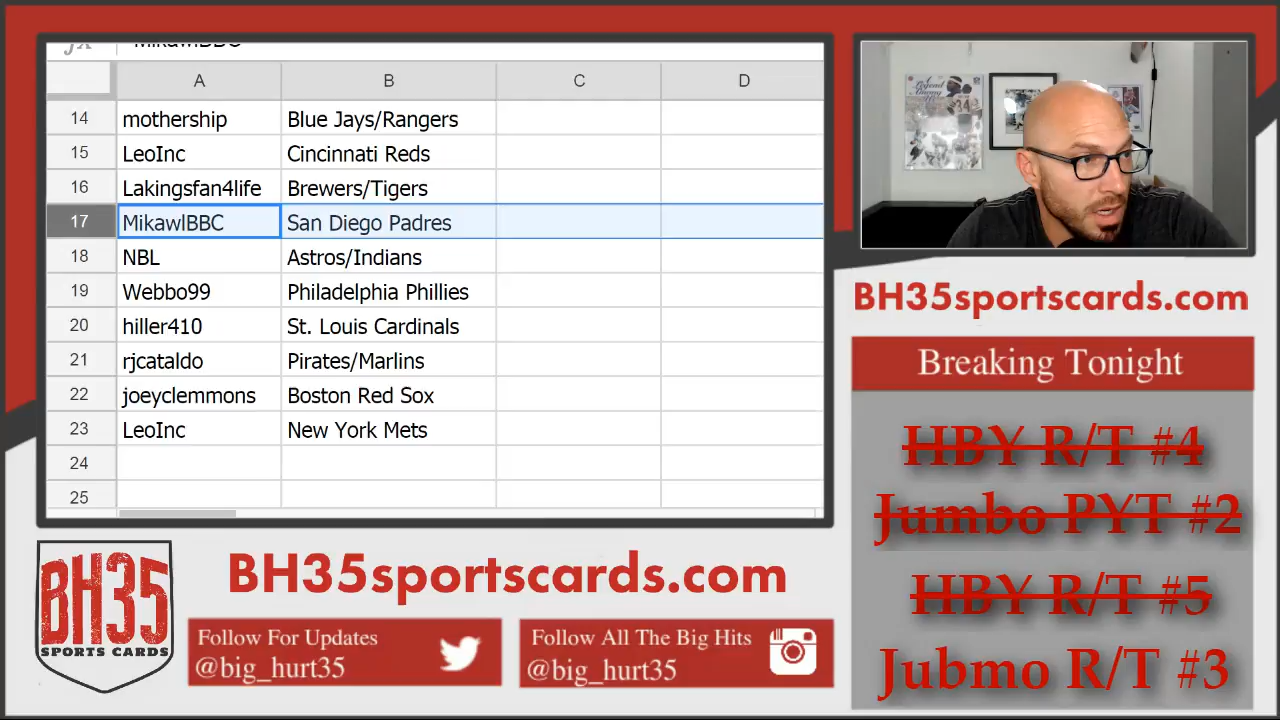 A B C D
14 mothership Blue Jays/Rangers
15 LeoInc Cincinnati Reds
16 Lakingsfan4life Brewers/Tigers
17 MikawlBBC San Diego Padres
18 NBL Astros/Indians
19 Webbo99 Philadelphia Phillies
20 hiller410 St. Louis Cardinals
21 rjcataldo Pirates/Marlins
22 joeyclemmons Boston Red Sox
23 LeoInc New York Mets
24
25
A Legend Among
34
BH35sportscards.com
Breaking Tonight
HBY R/T #4
Jumbo PYT #2
HBY R/T #5
Jubmo R/T #3
BH35
SPORTS CARDS
BH35sportscards.com
Follow For Updates
@big_hurt35
Follow All The Big Hits
@big_hurt35